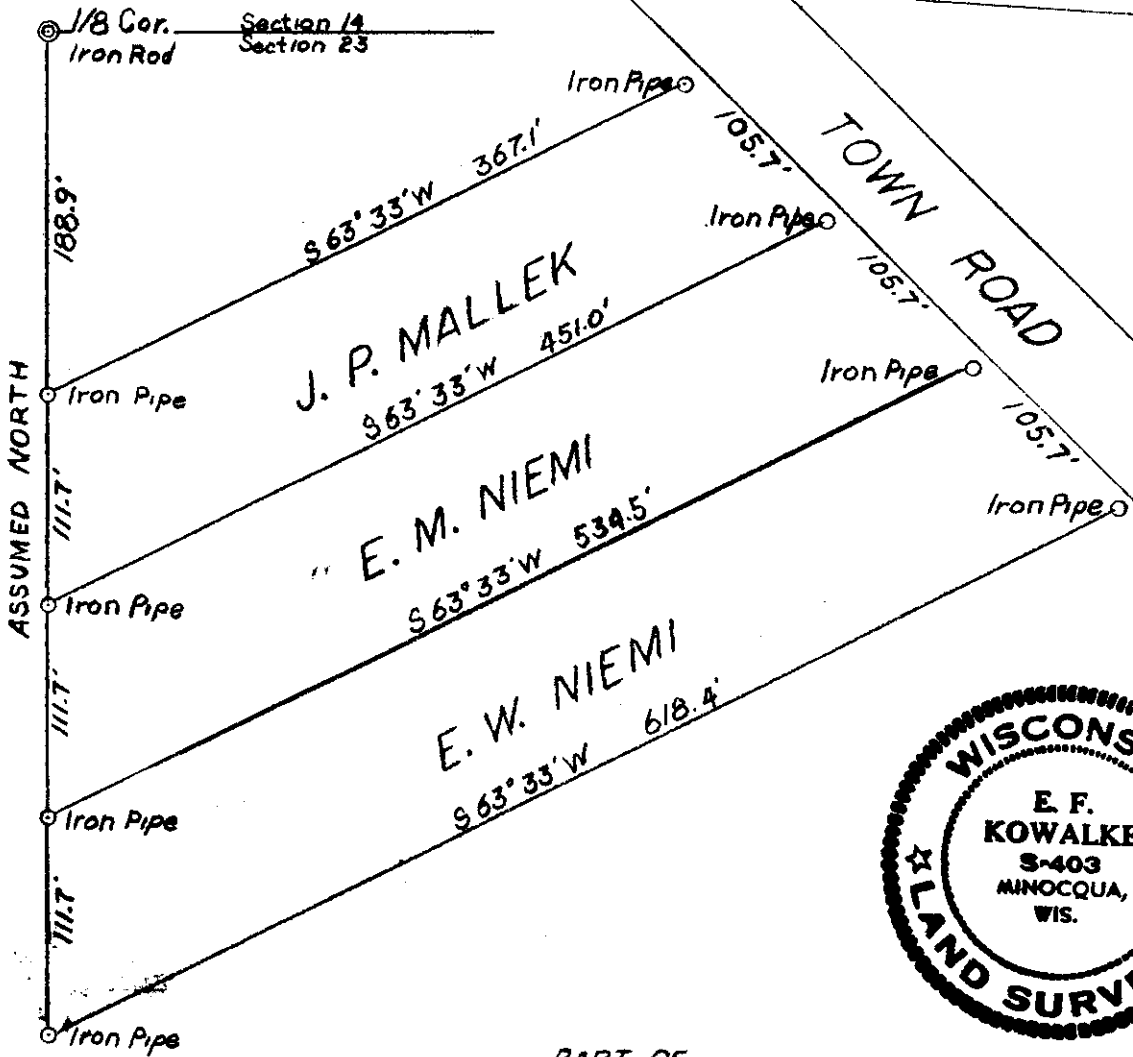 1/8 Cor.
Section 14
Iron Rod
Section 23
Iron Pipe
105.7'
TOWN ROAD
188.9'
S 63° 33' W 367.1'
Iron Pipe
105.7'
J. P. MALLEK
S 63° 33' W 451.0'
Iron Pipe
Iron Pipe
105.7'
ASSUMED NORTH
111.7'
" E. M. NIEMI
S 63° 33' W 534.5'
Iron Pipe
Iron Pipe
111.7'
E. W. NIEMI
S 63° 33' W 618.4'
Iron Pipe
111.7'
Iron Pipe
WISCONS
E. F.
KOWALKE
S-403
MINOCQUA,
WIS.
LAND SURVE